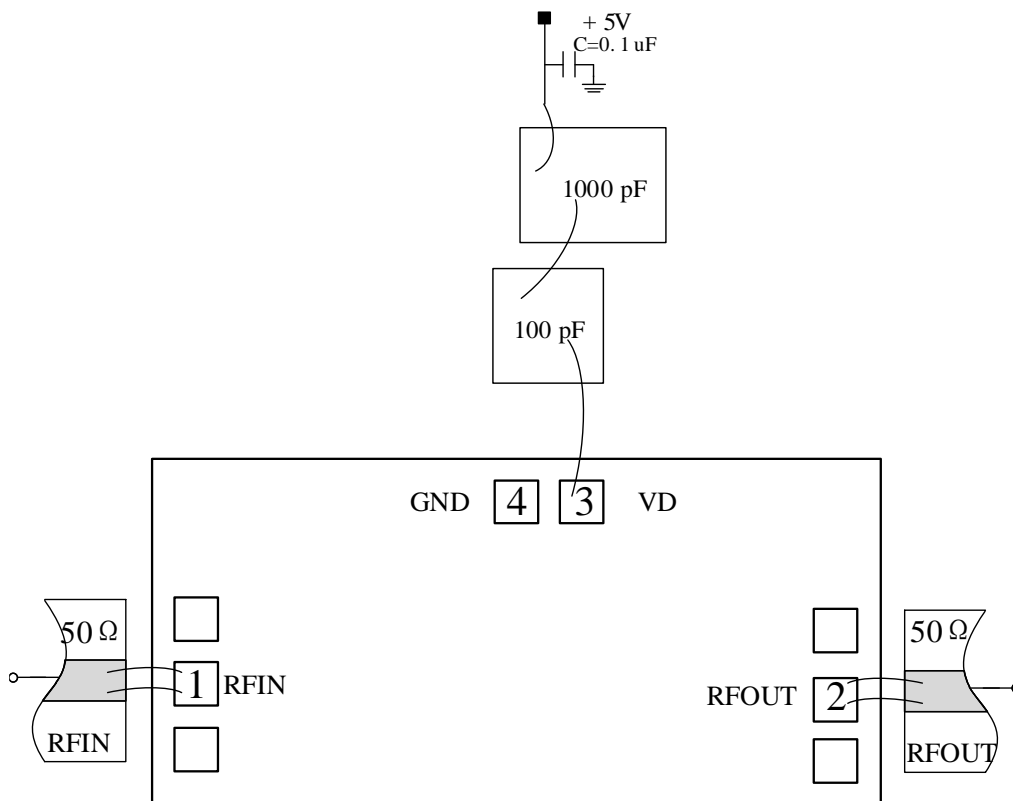 + 5V
C=0. 1 uF
1000 pF
100 pF
GND 4 3 VD
50 Ω
50 Ω
1 RFIN
RFOUT 2
RFIN
RFOUT